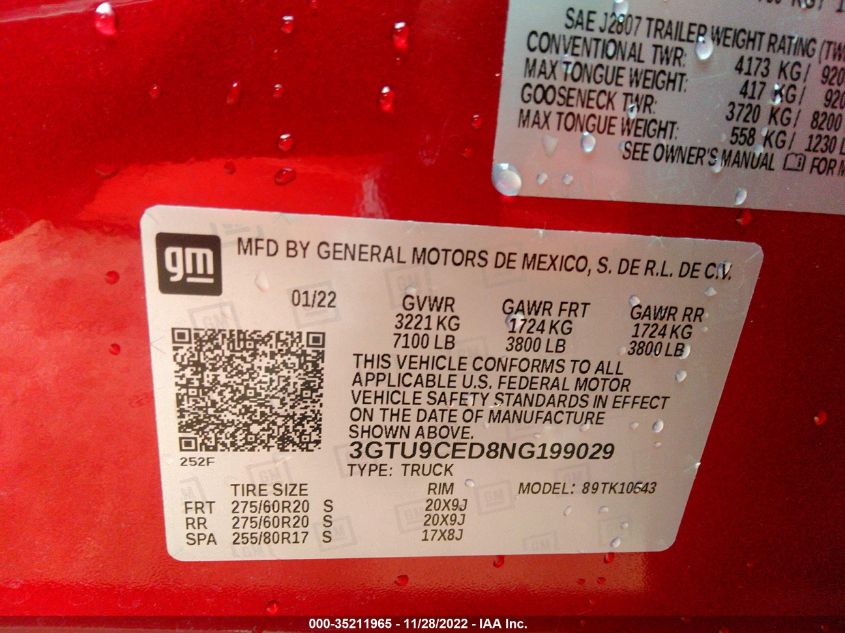 SAE J2807 TRAILER WEIGHT RATING
CONVENTIONAL TWR: 4173 KG/ 920
MAX TONGUE WEIGHT: 417 KG/ 920
GOOSENECK TWR: 3720 KG/ 8200
MAX TONGUE WEIGHT: 558 KG/ 1230
SEE OWNER'S MANUAL FOR
gm MFD BY GENERAL MOTORS DE MEXICO, S. DE R.L. DE C.V.
01/22 GVWR GAWR FRT GAWR RR
3221 KG 1724 KG 1724 KG
7100 LB 3800 LB 3800 LB
THIS VEHICLE CONFORMS TO ALL
APPLICABLE U.S. FEDERAL MOTOR
VEHICLE SAFETY STANDARDS IN EFFECT
ON THE DATE OF MANUFACTURE
SHOWN ABOVE.
252F
3GTU9CED8NG199029
TYPE: TRUCK
TIRE SIZE RIM MODEL: 89TK10543
FRT 275/60R20 S 20X9J
RR 275/60R20 S 20X9J
SPA 255/80R17 S 17X8J
000-35211965 - 11/28/2022 - IAA Inc.